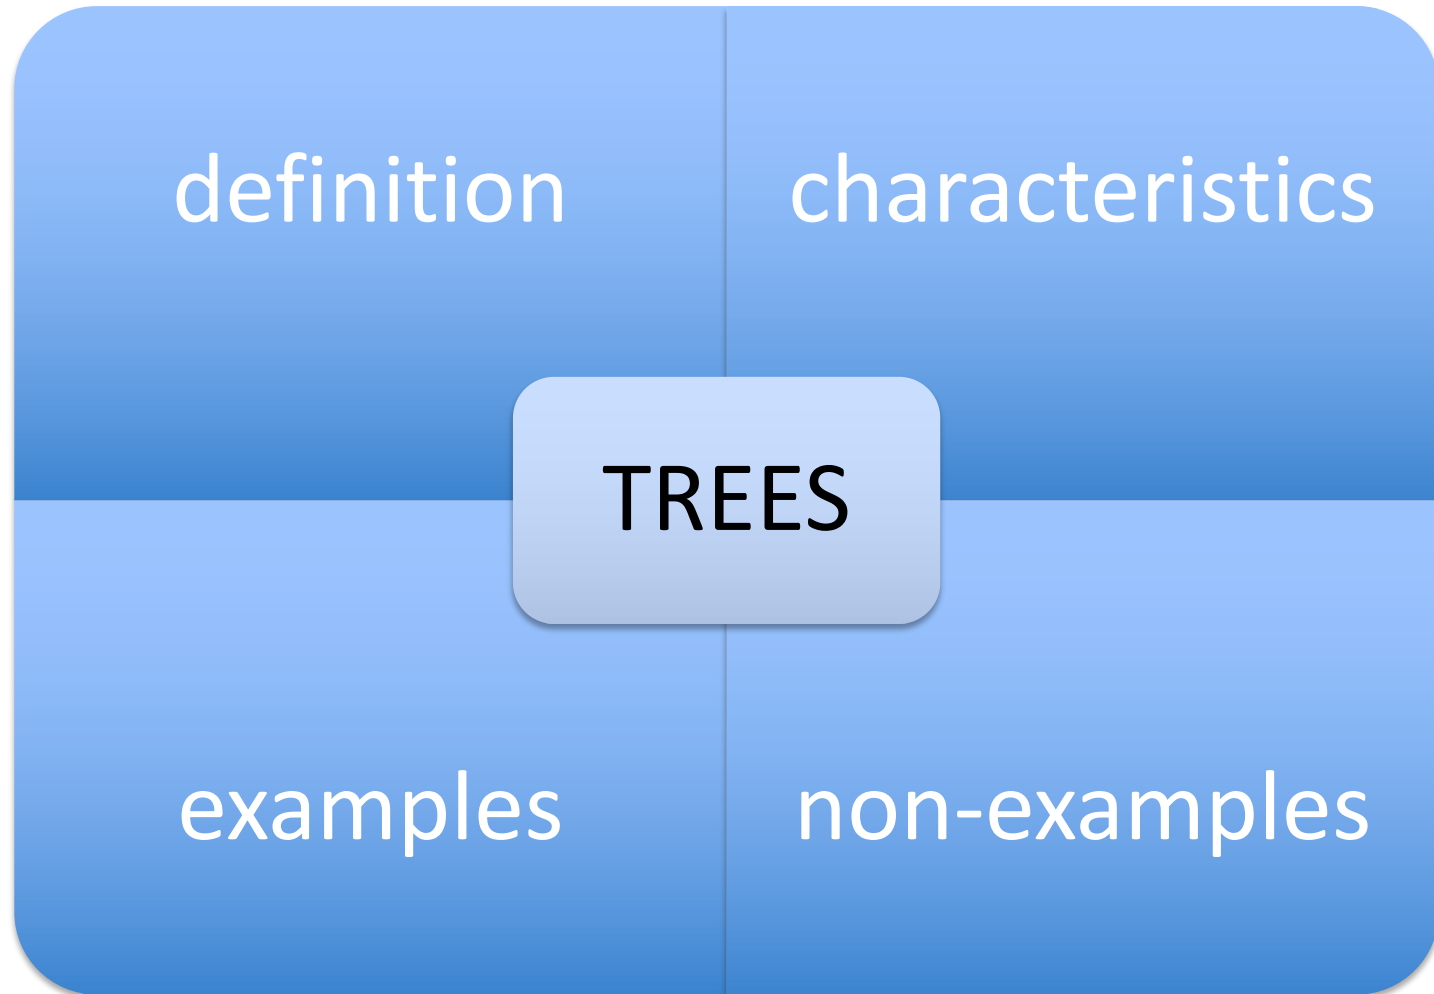 definition
characteristics
TREES
examples
non-examples